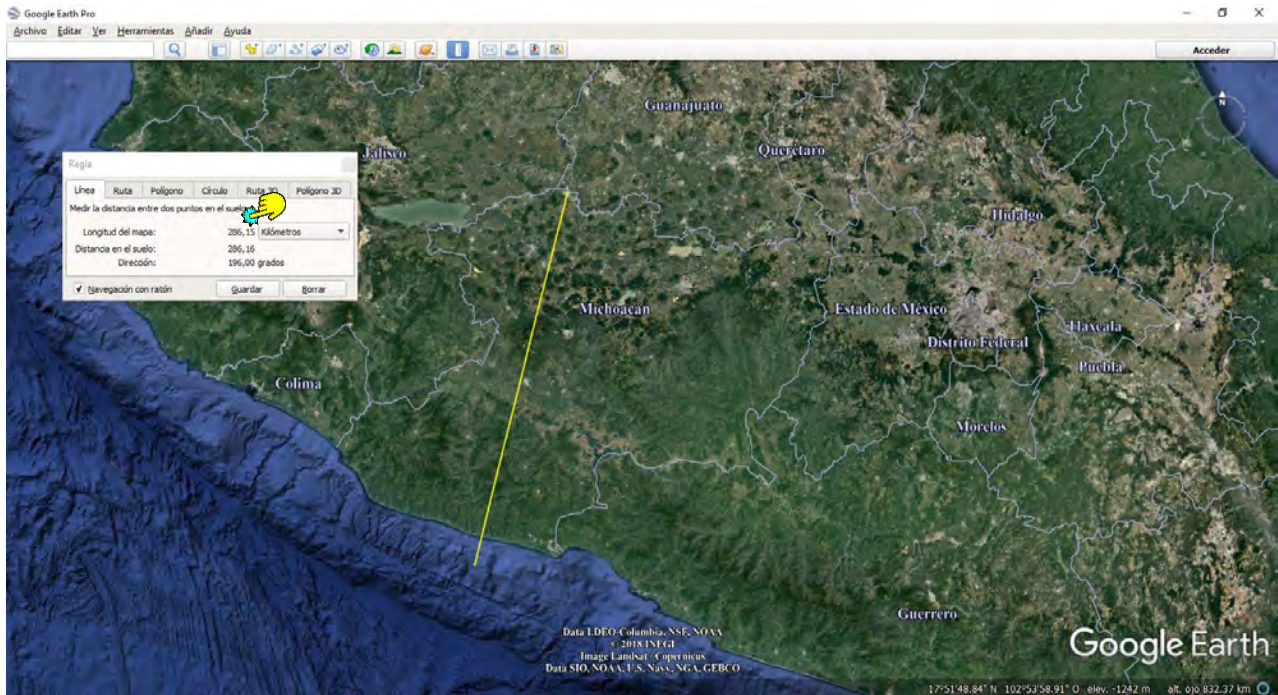 Google Earth Pro
Archivo Editar Ver Herramientas Añadir Ayuda
Acceder
Guanajuato
Jalisco
Querétaro
N
Regla
Línea Ruta Polígono Círculo Ruta 3D Polígono 3D
Medir la distancia entre dos puntos en el suelo
Longitud del mapa: 286,15 Kilómetros
Distancia en el suelo: 286,16
Dirección: 196,00 grados
Navegación con ratón Guardar Borrar
Hidalgo
Michoacán
Estado de México
Tlaxcala
Distrito Federal
Puebla
Colima
Morelos
Guerrero
Data LDEO-Columbia, NSF, NOAA
© 2018 INEGI
Image Landsat / Copernicus
Data SIO, NOAA, U.S. Navy, NGA, GEBCO
Google Earth
17°51'48.84" N 102°53'58.91" O elev. -1242 m alt. ojo 832.37 km